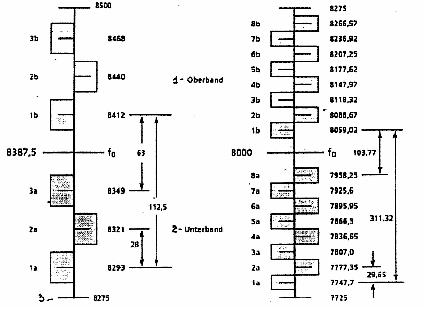 8500
3b 8468
2b 8440
1b 8412
8387,5 f0
63
3a 8349
112,5
2a 8321
28
1a 8293
3 8275
1 - Oberband
2 - Unterband
8275
8b 8266,57
7b 8236,92
6b 8207,25
5b 8177,62
4b 8147,97
3b 8118,32
2b 8088,67
1b 8059,02
8000 f0
103,77
8a 7958,25
7a 7925,6
6a 7895,95
311,32
5a 7866,3
4a 7836,65
3a 7807,0
2a 7777,35
29,65
1a 7747,7
7725